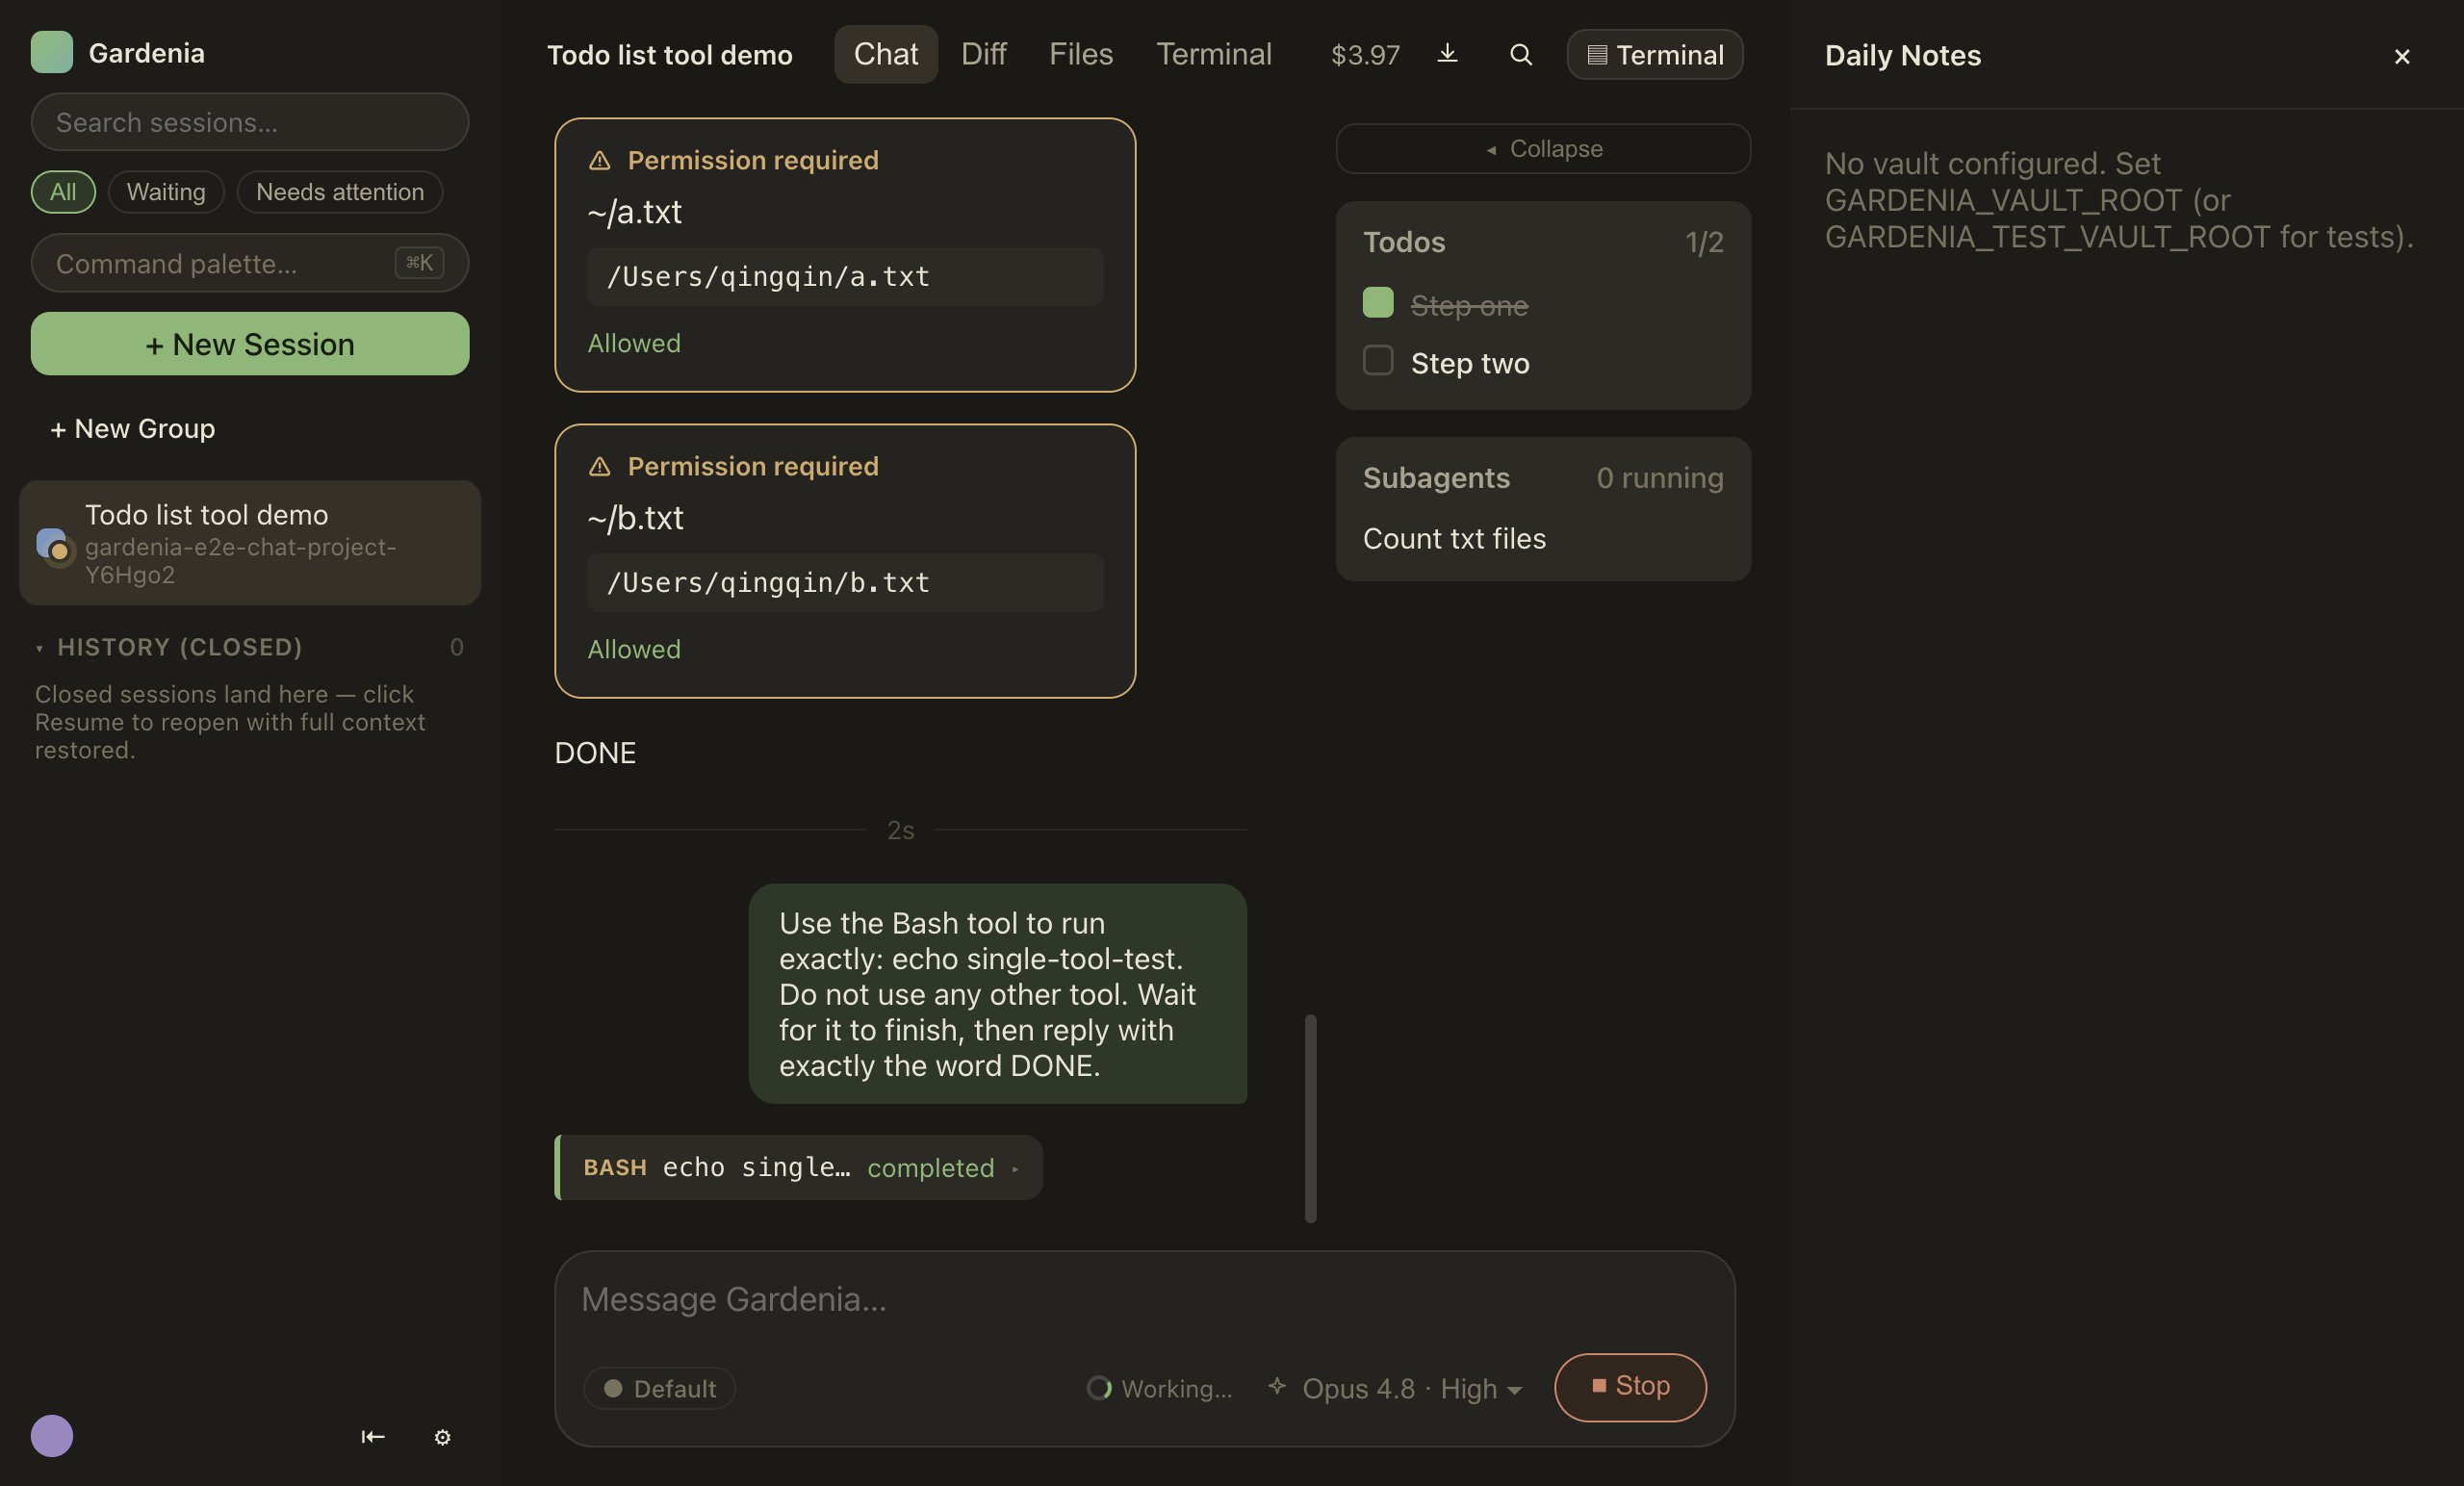 Gardenia
Search sessions...
All
Waiting
Needs attention
Command palette...
⌘K
+ New Session
+ New Group
Todo list tool demo
gardenia-e2e-chat-project-
Y6Hgo2
HISTORY (CLOSED)
0
Closed sessions land here — click
Resume to reopen with full context
restored.
Todo list tool demo
Chat
Diff
Files
Terminal
$3.97
Terminal
Permission required
~/a.txt
/Users/qingqin/a.txt
Allowed
Permission required
~/b.txt
/Users/qingqin/b.txt
Allowed
DONE
2s
Use the Bash tool to run
exactly: echo single-tool-test.
Do not use any other tool. Wait
for it to finish, then reply with
exactly the word DONE.
BASH echo single… completed
Collapse
Todos
1/2
Step one
Step two
Subagents
0 running
Count txt files
Message Gardenia...
Default
Working...
Opus 4.8 · High
Stop
Daily Notes
No vault configured. Set
GARDENIA_VAULT_ROOT (or
GARDENIA_TEST_VAULT_ROOT for tests).